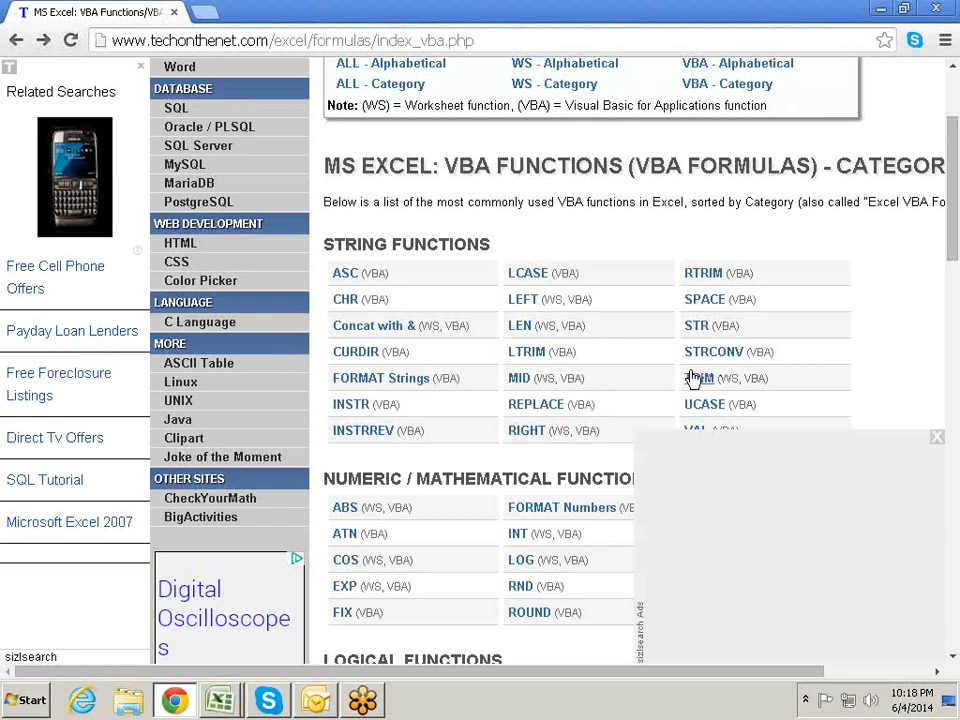 T MS Excel: VBA Functions/VBA
www.techonthenet.com/excel/formulas/index_vba.php
T
Related Searches
Free Cell Phone
Offers
Payday Loan Lenders
Free Foreclosure
Listings
Direct Tv Offers
SQL Tutorial
Microsoft Excel 2007
sizlsearch
Word
DATABASE
SQL
Oracle / PLSQL
SQL Server
MySQL
MariaDB
PostgreSQL
WEB DEVELOPMENT
HTML
CSS
Color Picker
LANGUAGE
C Language
MORE
ASCII Table
Linux
UNIX
Java
Clipart
Joke of the Moment
OTHER SITES
CheckYourMath
BigActivities
Digital
Oscilloscope
s
ALL - Alphabetical WS - Alphabetical VBA - Alphabetical
ALL - Category WS - Category VBA - Category
Note: (WS) = Worksheet function, (VBA) = Visual Basic for Applications function
MS EXCEL: VBA FUNCTIONS (VBA FORMULAS) - CATEGOR
Below is a list of the most commonly used VBA functions in Excel, sorted by Category (also called "Excel VBA Fo
STRING FUNCTIONS
ASC (VBA) LCASE (VBA) RTRIM (VBA)
CHR (VBA) LEFT (WS, VBA) SPACE (VBA)
Concat with & (WS, VBA) LEN (WS, VBA) STR (VBA)
CURDIR (VBA) LTRIM (VBA) STRCONV (VBA)
FORMAT Strings (VBA) MID (WS, VBA) TRIM (WS, VBA)
INSTR (VBA) REPLACE (VBA) UCASE (VBA)
INSTRREV (VBA) RIGHT (WS, VBA) VAL (VBA)
NUMERIC / MATHEMATICAL FUNCTIO
ABS (WS, VBA) FORMAT Numbers (VB
ATN (VBA) INT (WS, VBA)
COS (WS, VBA) LOG (WS, VBA)
EXP (WS, VBA) RND (VBA)
FIX (VBA) ROUND (VBA)
LOGICAL FUNCTIONS
sizlsearch Ads
Start
10:18 PM
6/4/2014